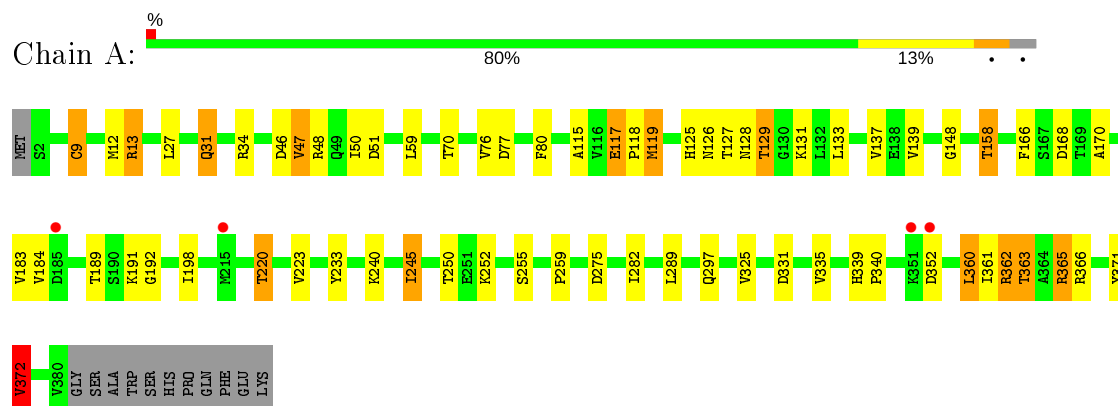 %
Chain A:
80% 13% . .
MET S2 C9 M12 R13 L27 Q31 R34 D46 V47 R48 Q49 I50 D51 L59 T70 V76 D77 F80 A115 V116 E117 P118 M119 H125 N126 T127 N128 T129 G130 K131 L132 L133 V137 E138 V139 G148 T158 F166 S167 D168 T169 A170
V183 V184 D185 T189 S190 K191 G192 I198 M215 T220 V223 Y233 K240 I245 T250 E251 K252 S255 P259 D275 I282 L289 Q297 V325 D331 V335 H339 P340 K351 D352 L360 I361 R362 T363 A364 R365 R366
V372 V380 GLY SER ALA TRP SER HIS PRO GLN PHE GLU LYS